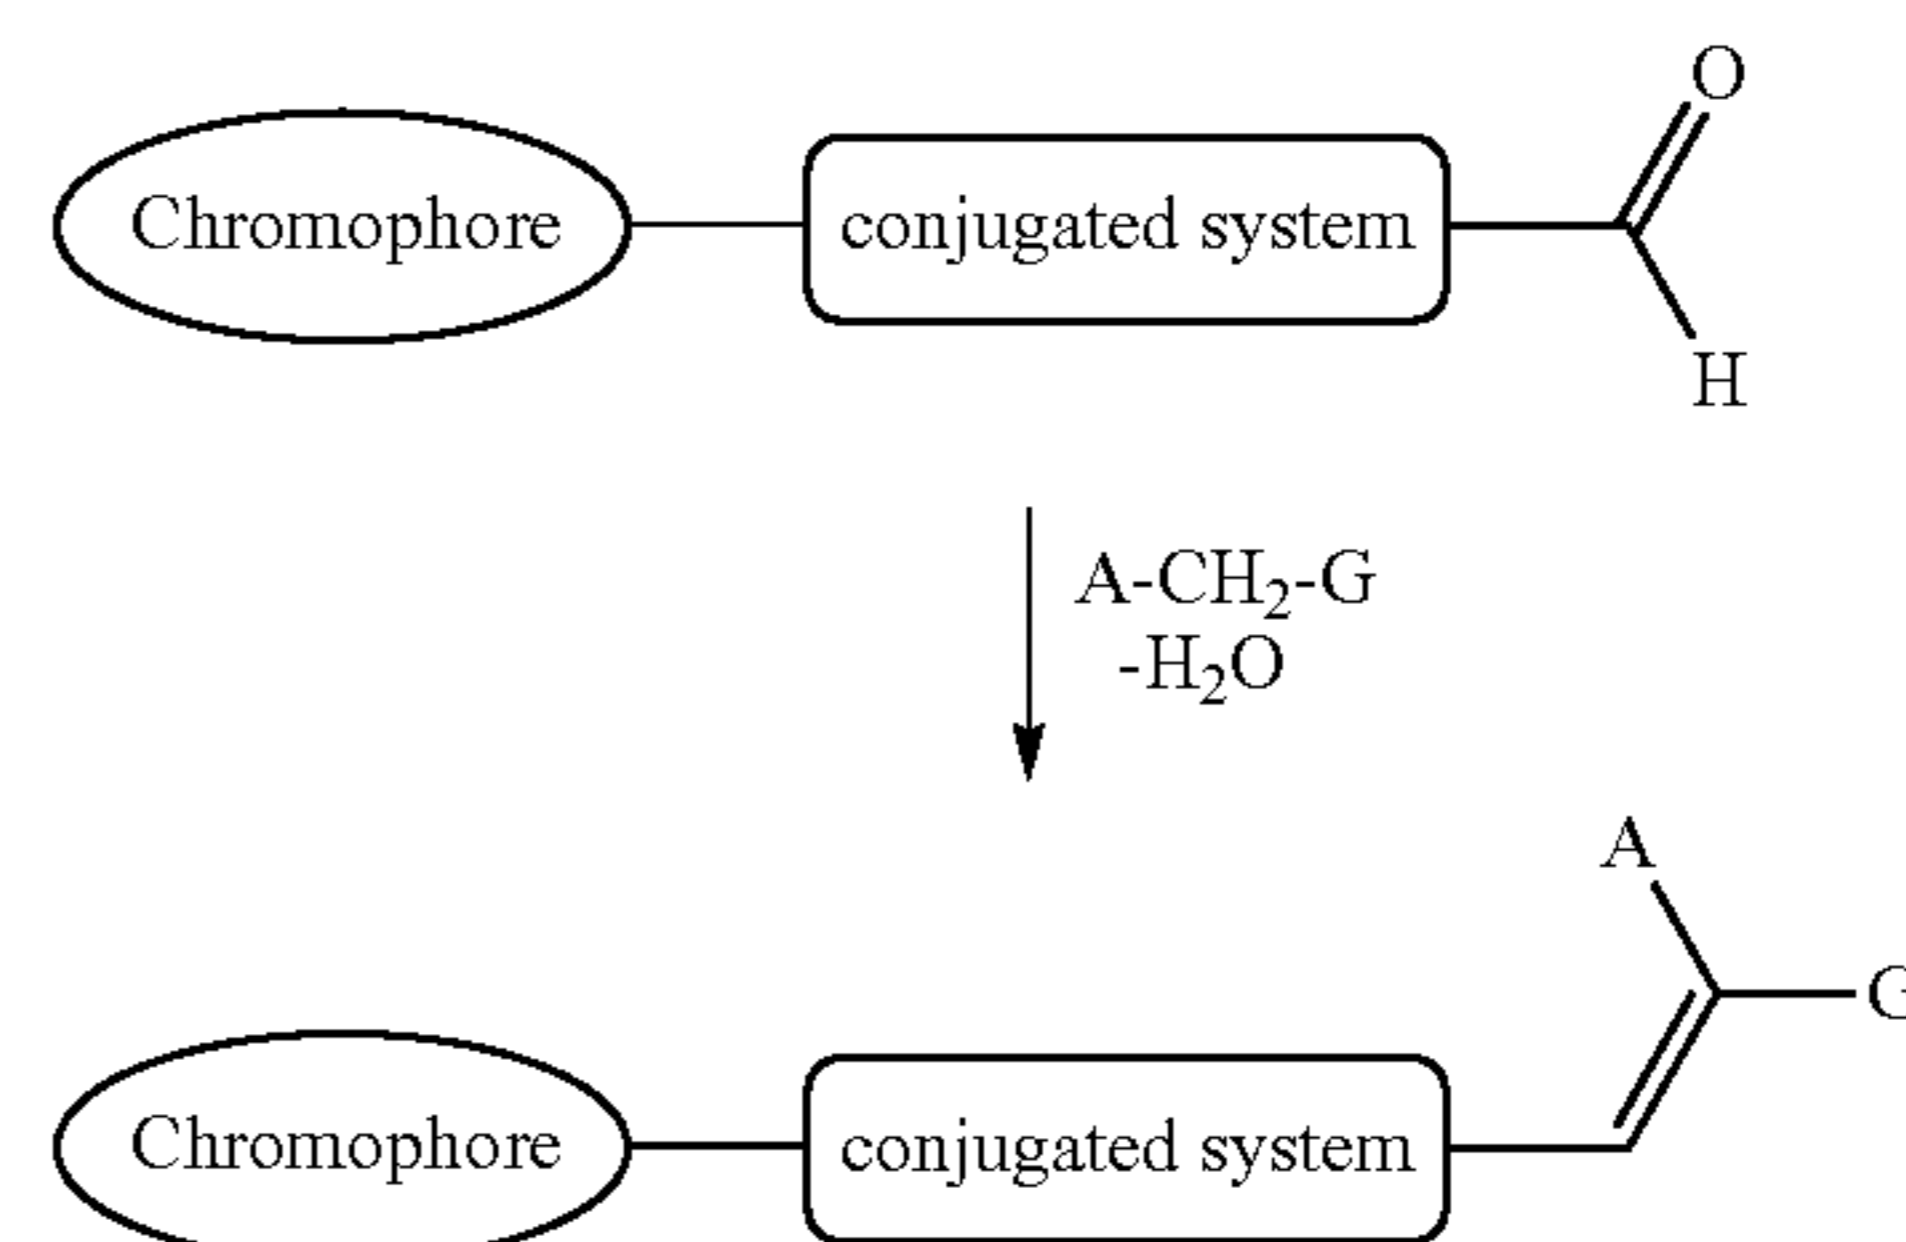 O
Chromophore conjugated system
H
A-CH₂-G
-H₂O
A
G
Chromophore conjugated system